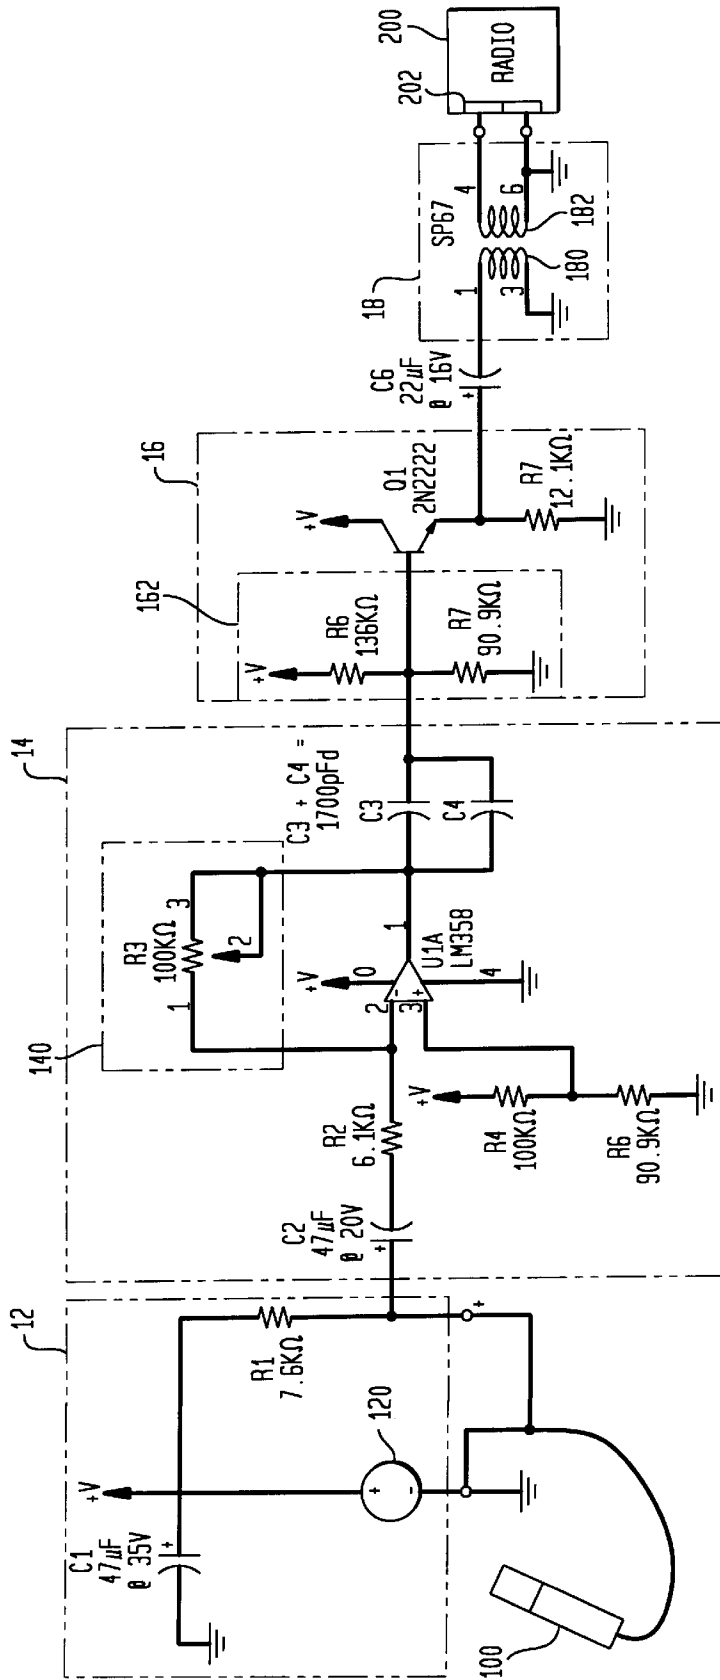 12
C1
47µF
@ 35V
+
+V
R1
7.6KΩ
120
+
-
+
100
14
C2
47µF
@ 20V
+
R2
6.1KΩ
140
R3
100KΩ
1
2
3
+V
0
2
3
-
+
1
4
U1A
LM358
+V
R4
100KΩ
R6
90.9KΩ
C3 + C4 =
1700pFd
C3
C4
16
162
+V
R6
136KΩ
R7
90.9KΩ
+V
Q1
2N2222
R7
12.1KΩ
C6
22µF
@ 16V
+
18
SP67
1
3
4
6
180
182
202
200
RADIO